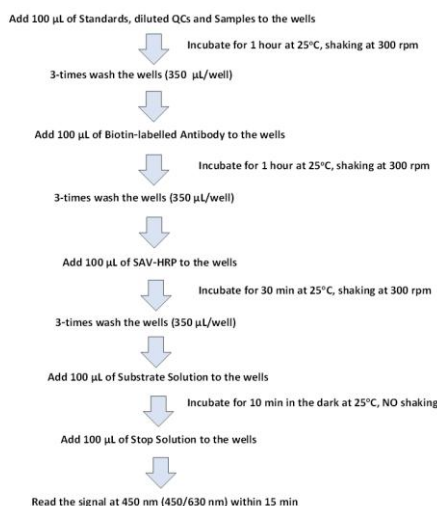 Add 100 µL of Standards, diluted QCs and Samples to the wells
Incubate for 1 hour at 25°C, shaking at 300 rpm
3-times wash the wells (350 µL/well)
Add 100 µL of Biotin-labelled Antibody to the wells
Incubate for 1 hour at 25°C, shaking at 300 rpm
3-times wash the wells (350 µL/well)
Add 100 µL of SAV-HRP to the wells
Incubate for 30 min at 25°C, shaking at 300 rpm
3-times wash the wells (350 µL/well)
Add 100 µL of Substrate Solution to the wells
Incubate for 10 min in the dark at 25°C, NO shaking
Add 100 µL of Stop Solution to the wells
Read the signal at 450 nm (450/630 nm) within 15 min